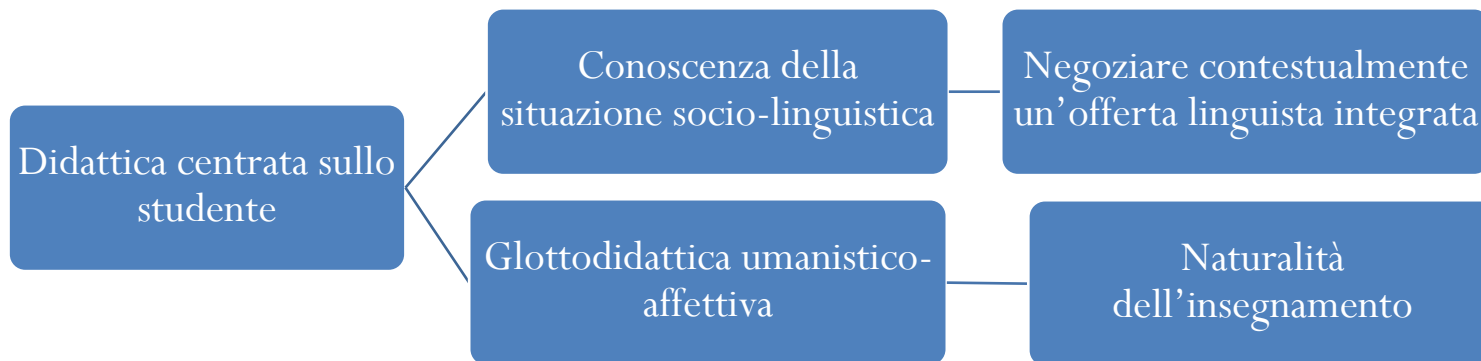 Didattica centrata sullo
studente
Conoscenza della
situazione socio-linguistica
Negoziare contestualmente
un’offerta linguista integrata
Glottodidattica umanistico-
affettiva
Naturalità
dell’insegnamento